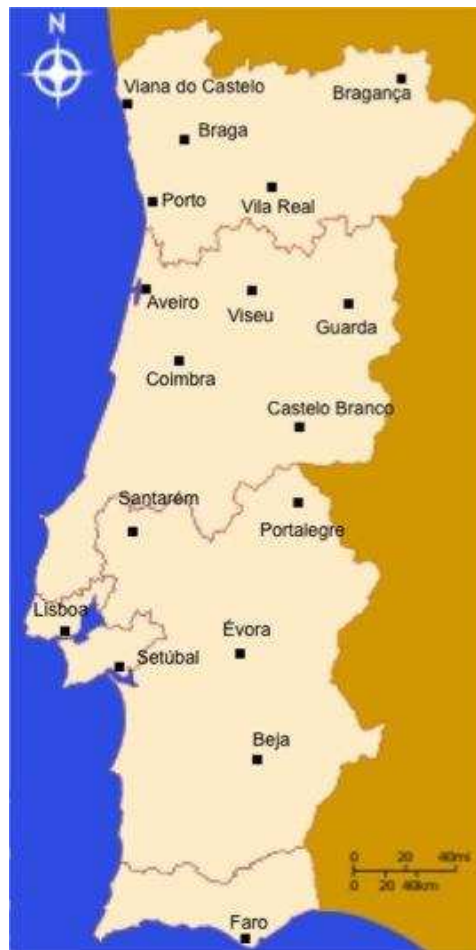 N
Viana do Castelo
Bragança
Braga
Porto
Vila Real
Aveiro
Viseu
Guarda
Coimbra
Castelo Branco
Santarém
Portalegre
Lisboa
Évora
Setúbal
Beja
0 20 40mi
0 20 40km
Faro